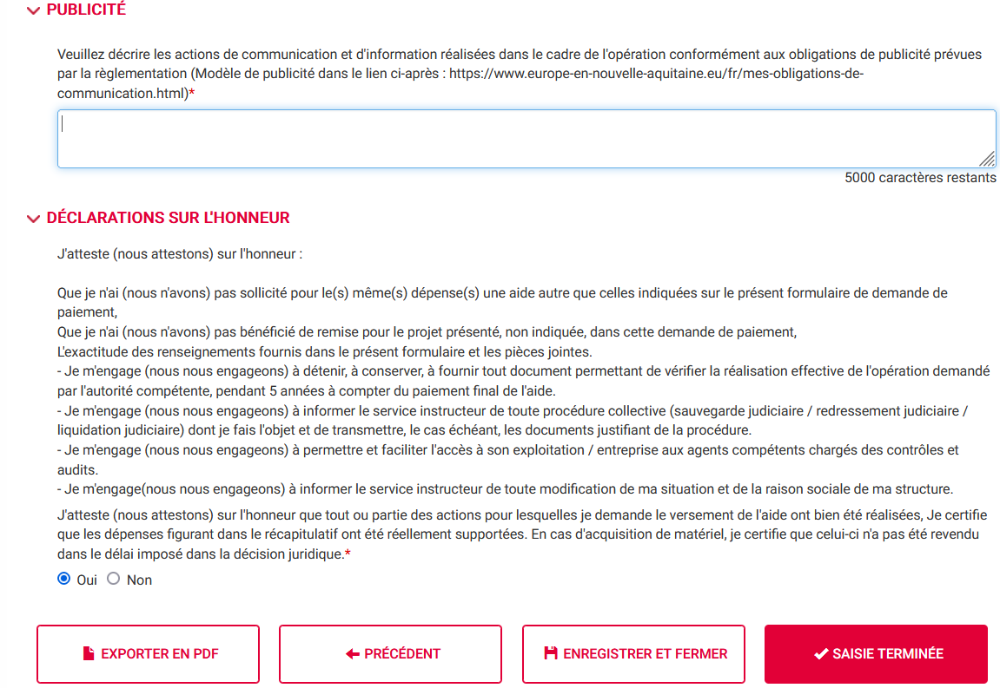 PUBLICITÉ
Veuillez décrire les actions de communication et d'information réalisées dans le cadre de l'opération conformément aux obligations de publicité prévues
par la règlementation (Modèle de publicité dans le lien ci-après : https://www.europe-en-nouvelle-aquitaine.eu/fr/mes-obligations-de-
communication.html)*
5000 caractères restants
DÉCLARATIONS SUR L'HONNEUR
J'atteste (nous attestons) sur l'honneur :
Que je n'ai (nous n'avons) pas sollicité pour le(s) même(s) dépense(s) une aide autre que celles indiquées sur le présent formulaire de demande de
paiement,
Que je n'ai (nous n'avons) pas bénéficié de remise pour le projet présenté, non indiquée, dans cette demande de paiement,
L'exactitude des renseignements fournis dans le présent formulaire et les pièces jointes.
- Je m'engage (nous nous engageons) à détenir, à conserver, à fournir tout document permettant de vérifier la réalisation effective de l'opération demandé
par l'autorité compétente, pendant 5 années à compter du paiement final de l'aide.
- Je m'engage (nous nous engageons) à informer le service instructeur de toute procédure collective (sauvegarde judiciaire / redressement judiciaire /
liquidation judiciaire) dont je fais l'objet et de transmettre, le cas échéant, les documents justifiant de la procédure.
- Je m'engage (nous nous engageons) à permettre et faciliter l'accès à son exploitation / entreprise aux agents compétents chargés des contrôles et
audits.
- Je m'engage(nous nous engageons) à informer le service instructeur de toute modification de ma situation et de la raison sociale de ma structure.
J'atteste (nous attestons) sur l'honneur que tout ou partie des actions pour lesquelles je demande le versement de l'aide ont bien été réalisées, Je certifie
que les dépenses figurant dans le récapitulatif ont été réellement supportées. En cas d'acquisition de matériel, je certifie que celui-ci n'a pas été revendu
dans le délai imposé dans la décision juridique.*
Oui Non
EXPORTER EN PDF PRÉCÉDENT ENREGISTRER ET FERMER SAISIE TERMINÉE